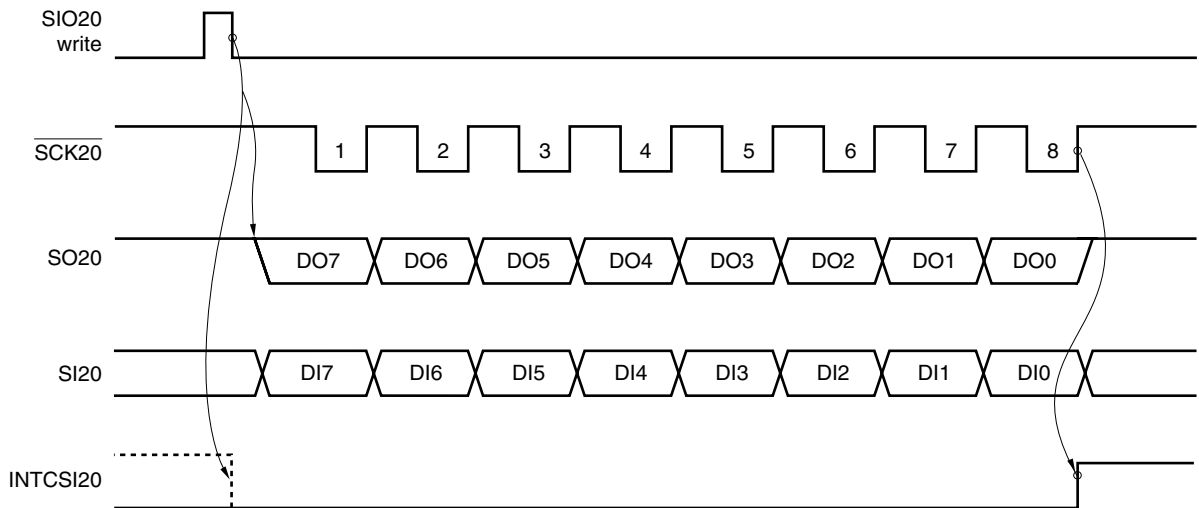 SIO20
write
SCK20
1 2 3 4 5 6 7 8
SO20
DO7 DO6 DO5 DO4 DO3 DO2 DO1 DO0
SI20
DI7 DI6 DI5 DI4 DI3 DI2 DI1 DI0
INTCSI20